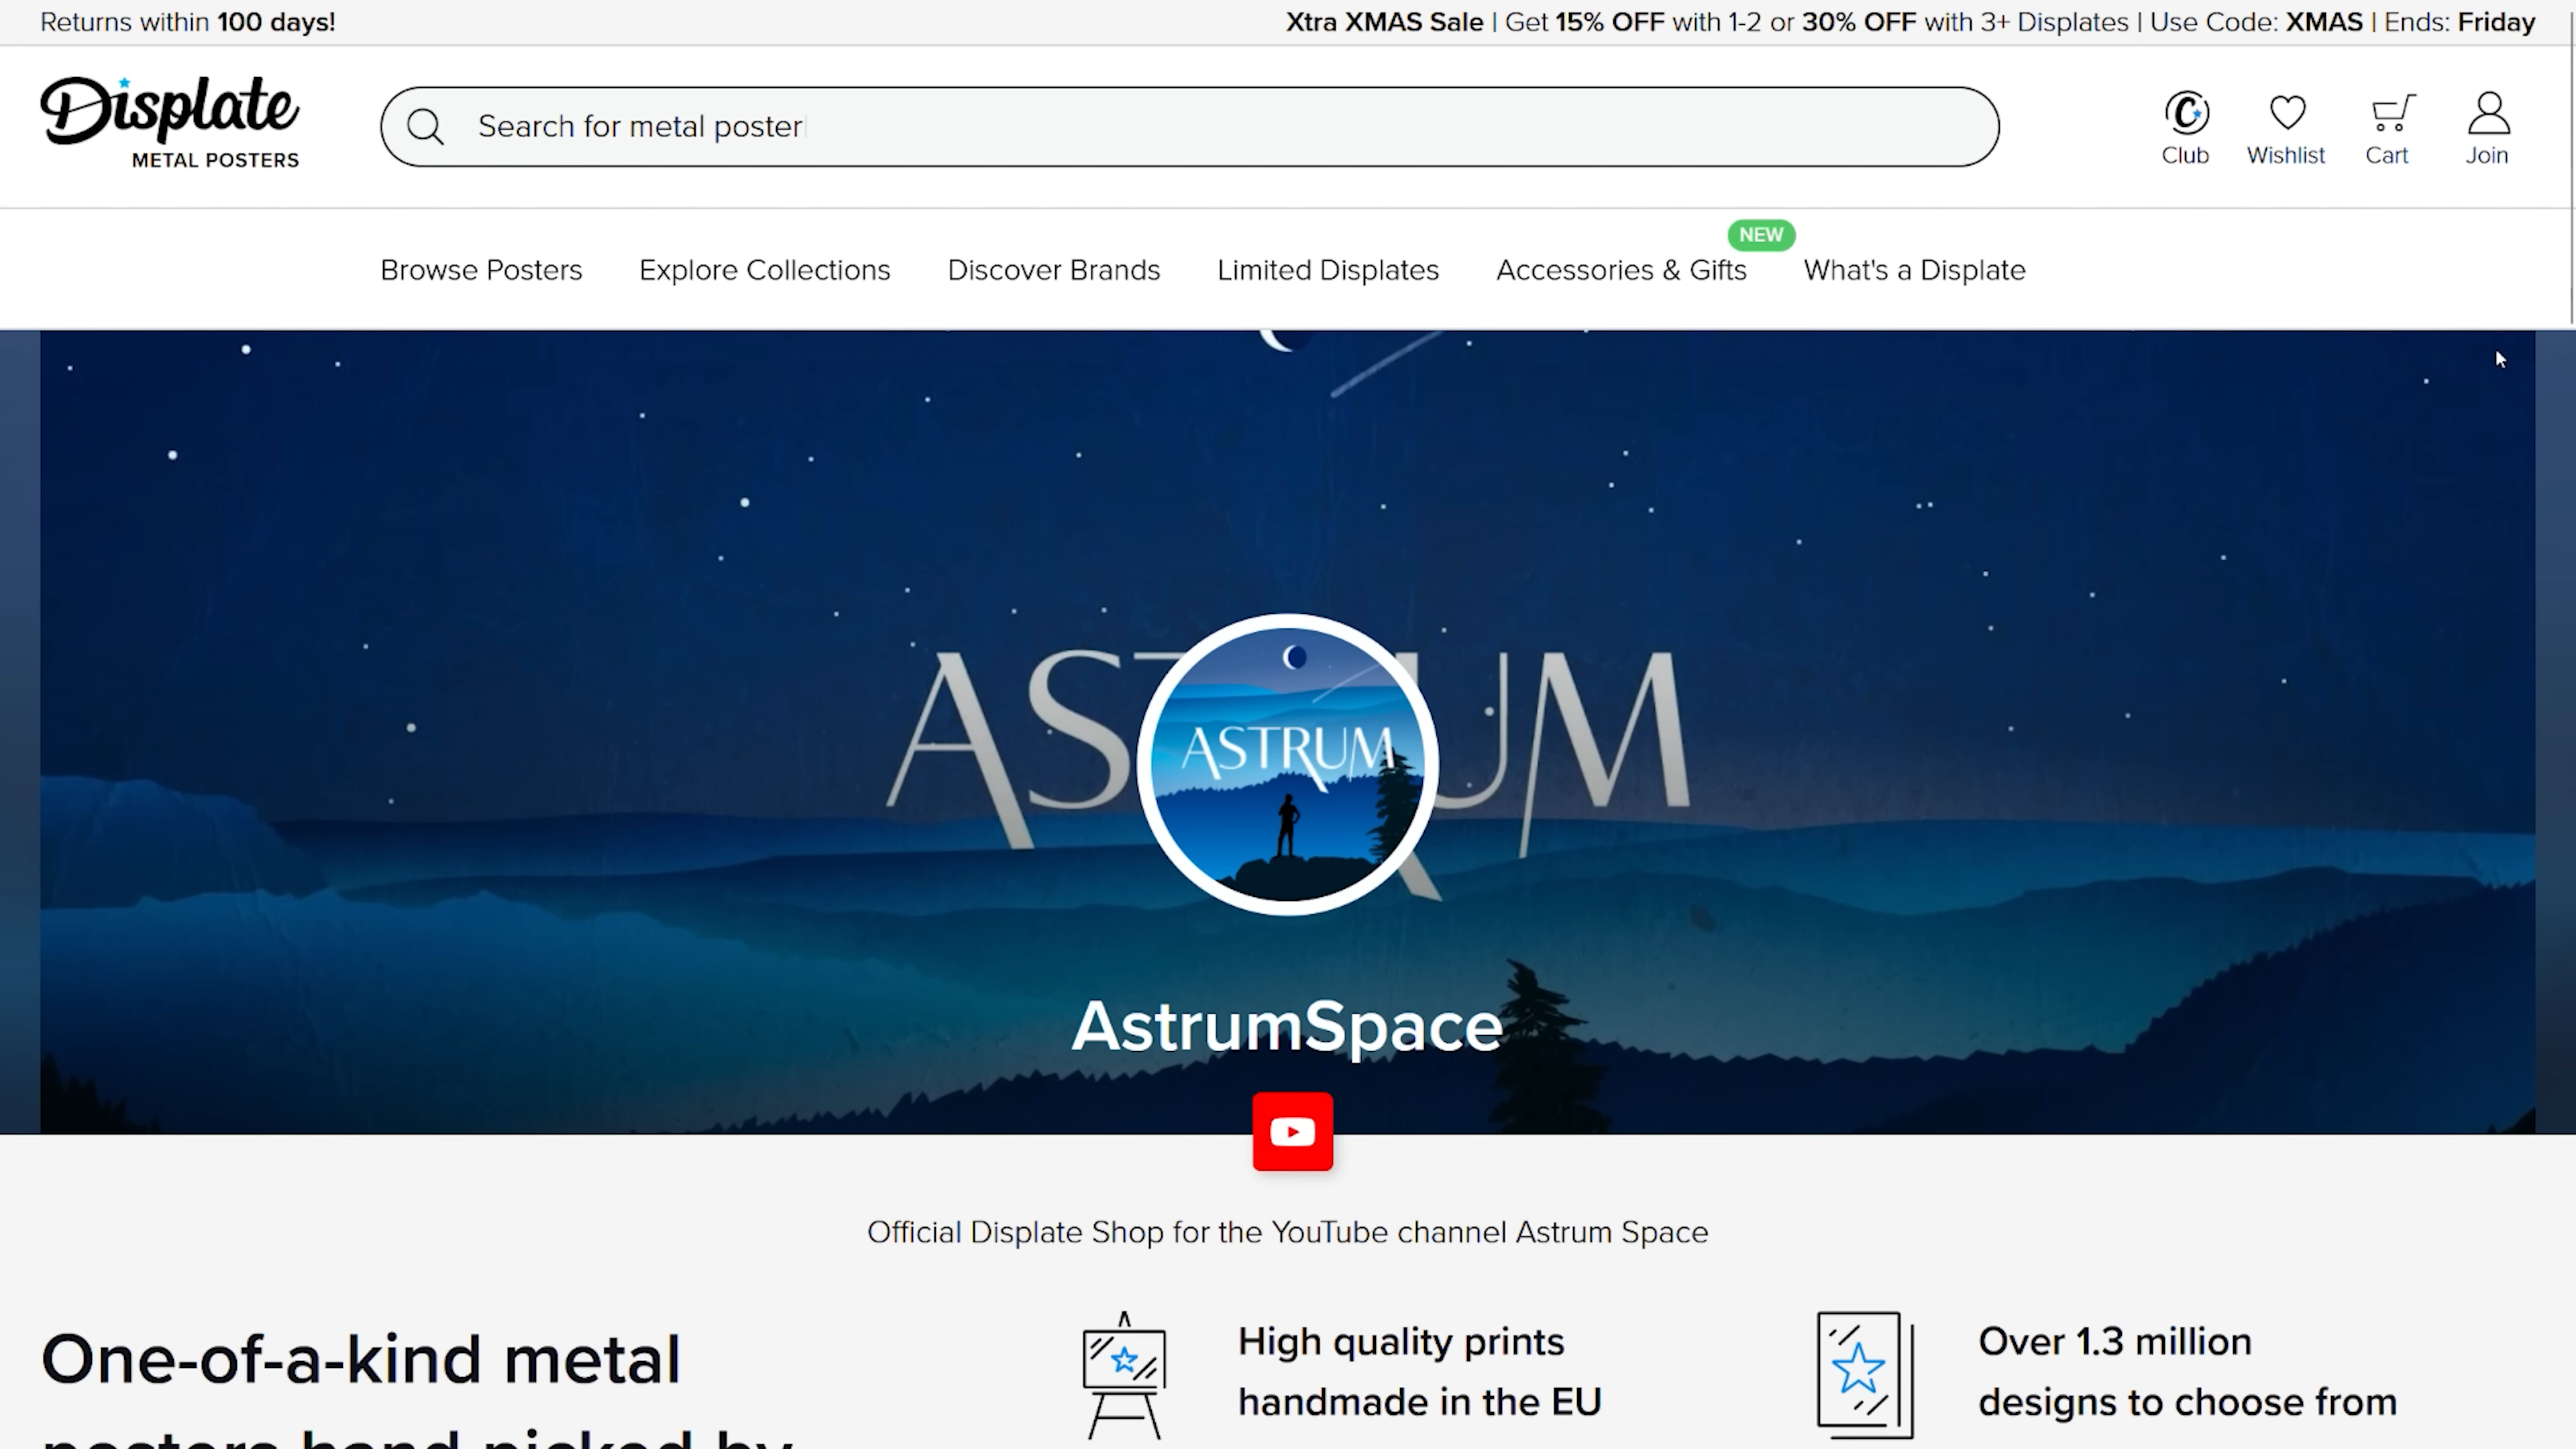 Returns within 100 days!
Xtra XMAS Sale | Get 15% OFF with 1-2 or 30% OFF with 3+ Displates | Use Code: XMAS | Ends: Friday
Displate
METAL POSTERS
Search for metal poster
Club
Wishlist
Cart
Join
NEW
Browse Posters
Explore Collections
Discover Brands
Limited Displates
Accessories & Gifts
What's a Displate
ASTRUM
ASTRUM
AstrumSpace
Official Displate Shop for the YouTube channel Astrum Space
One-of-a-kind metal
posters hand-picked by
High quality prints
handmade in the EU
Over 1.3 million
designs to choose from